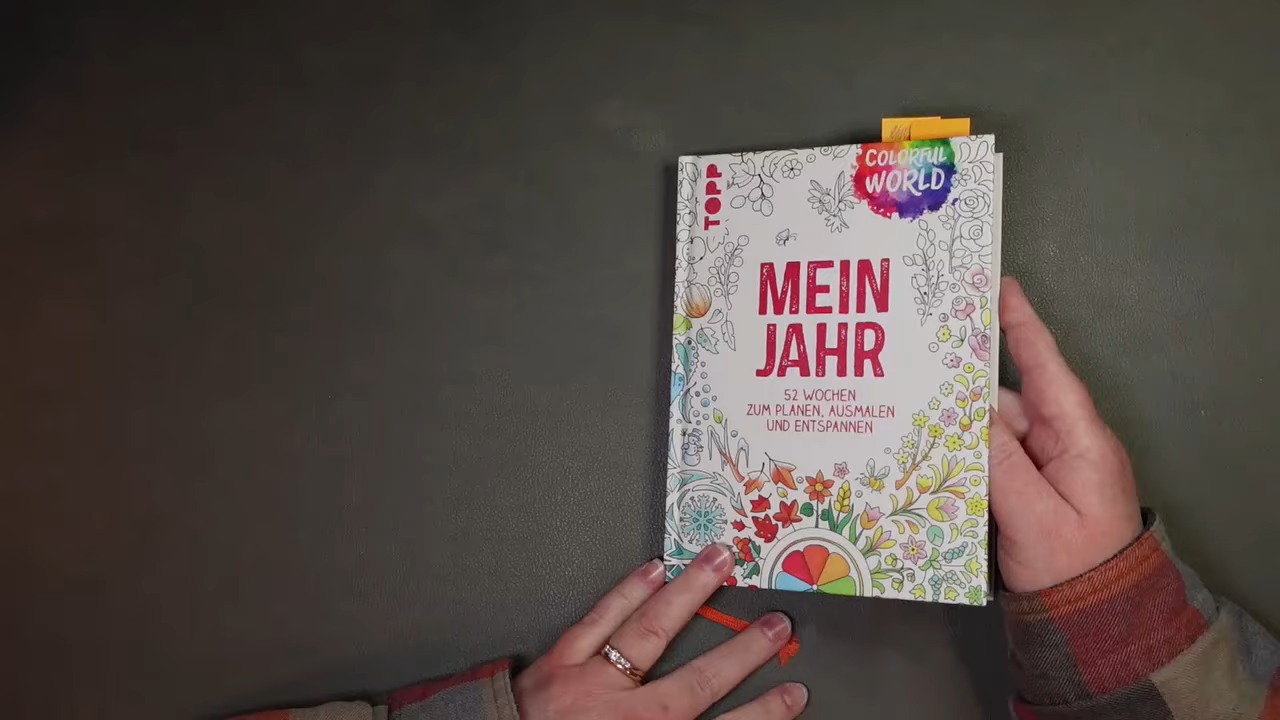 TOPP
COLORFUL
WORLD
MEIN
JAHR
52 WOCHEN
ZUM PLANEN, AUSMALEN
UND ENTSPANNEN